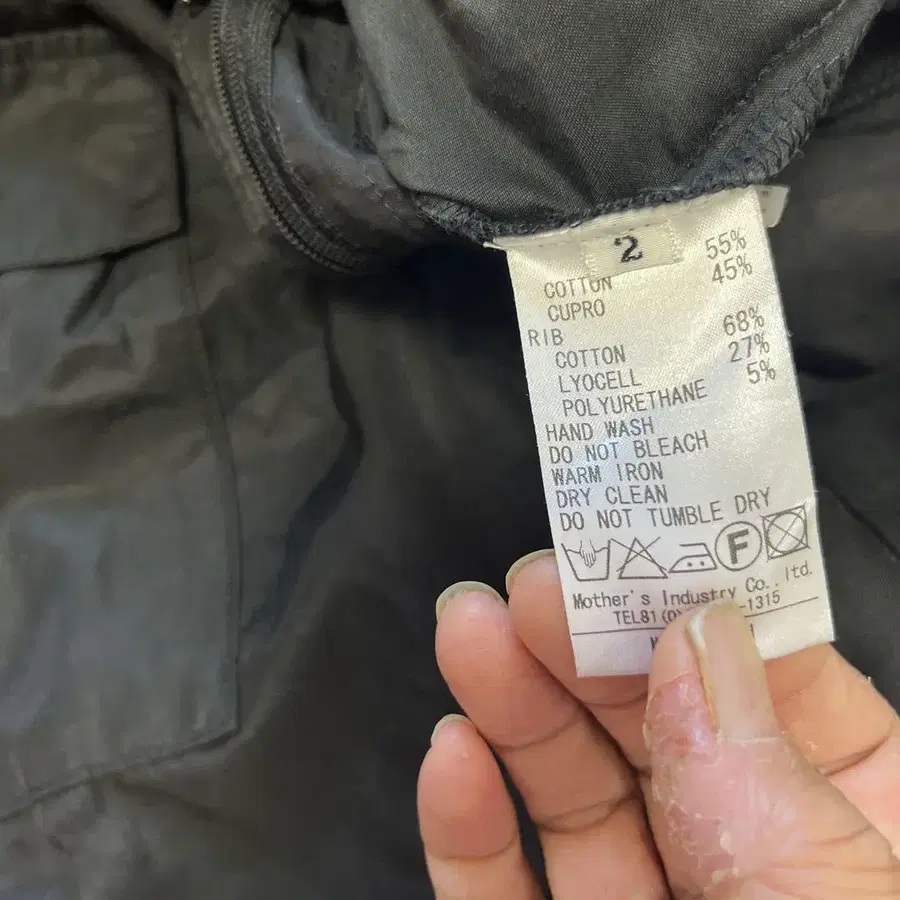 2
COTTON 55%
CUPRO 45%
RIB
COTTON 68%
LYOCELL 27%
POLYURETHANE 5%
HAND WASH
DO NOT BLEACH
WARM IRON
DRY CLEAN
DO NOT TUMBLE DRY
F
Mother's Industry Co., ltd.
TEL81(0) -1315